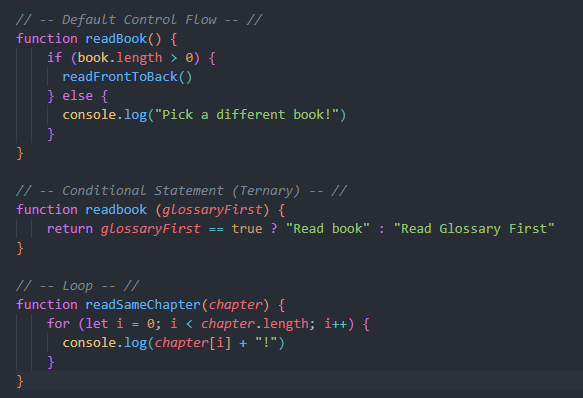 // -- Default Control Flow -- //
function readBook() {
    if (book.length > 0) {
      readFrontToBack()
    } else {
      console.log("Pick a different book!")
    }
}

// -- Conditional Statement (Ternary) -- //
function readbook (glossaryFirst) {
    return glossaryFirst == true ? "Read book" : "Read Glossary First"
}

// -- Loop -- //
function readSameChapter(chapter) {
    for (let i = 0; i < chapter.length; i++) {
      console.log(chapter[i] + "!")
    }
}